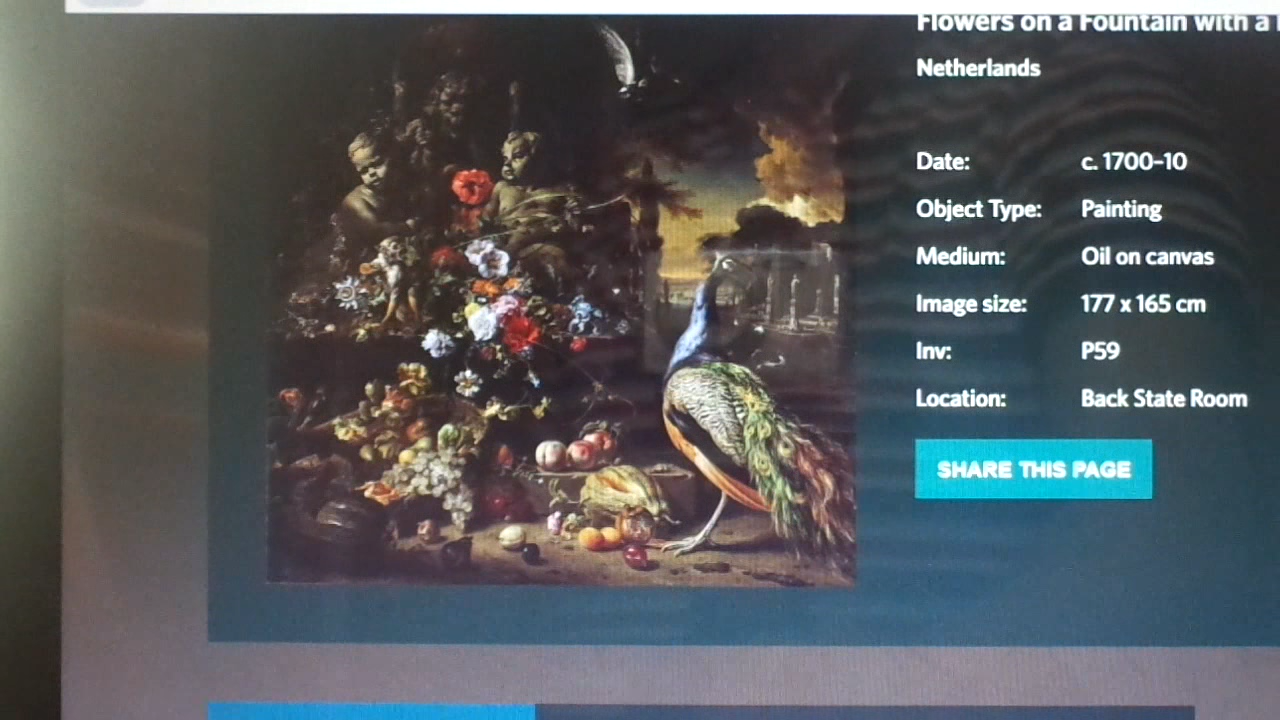 Flowers on a Fountain with a
Netherlands
Date: c. 1700-10
Object Type: Painting
Medium: Oil on canvas
Image size: 177 x 165 cm
Inv: P59
Location: Back State Room
SHARE THIS PAGE